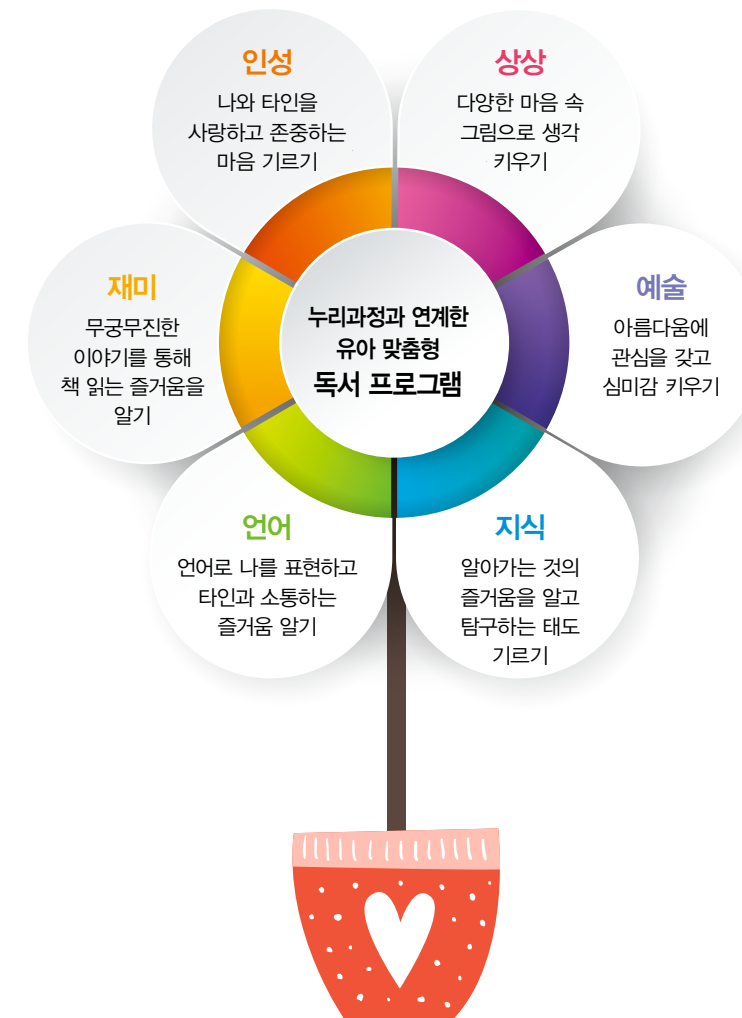 인성
나와 타인을
사랑하고 존중하는
마음 기르기
상상
다양한 마음 속
그림으로 생각
키우기
재미
무궁무진한
이야기를 통해
책 읽는 즐거움을
알기
누리과정과 연계한
유아 맞춤형
독서 프로그램
예술
아름다움에
관심을 갖고
심미감 키우기
언어
언어로 나를 표현하고
타인과 소통하는
즐거움 알기
지식
알아가는 것의
즐거움을 알고
탐구하는 태도
기르기